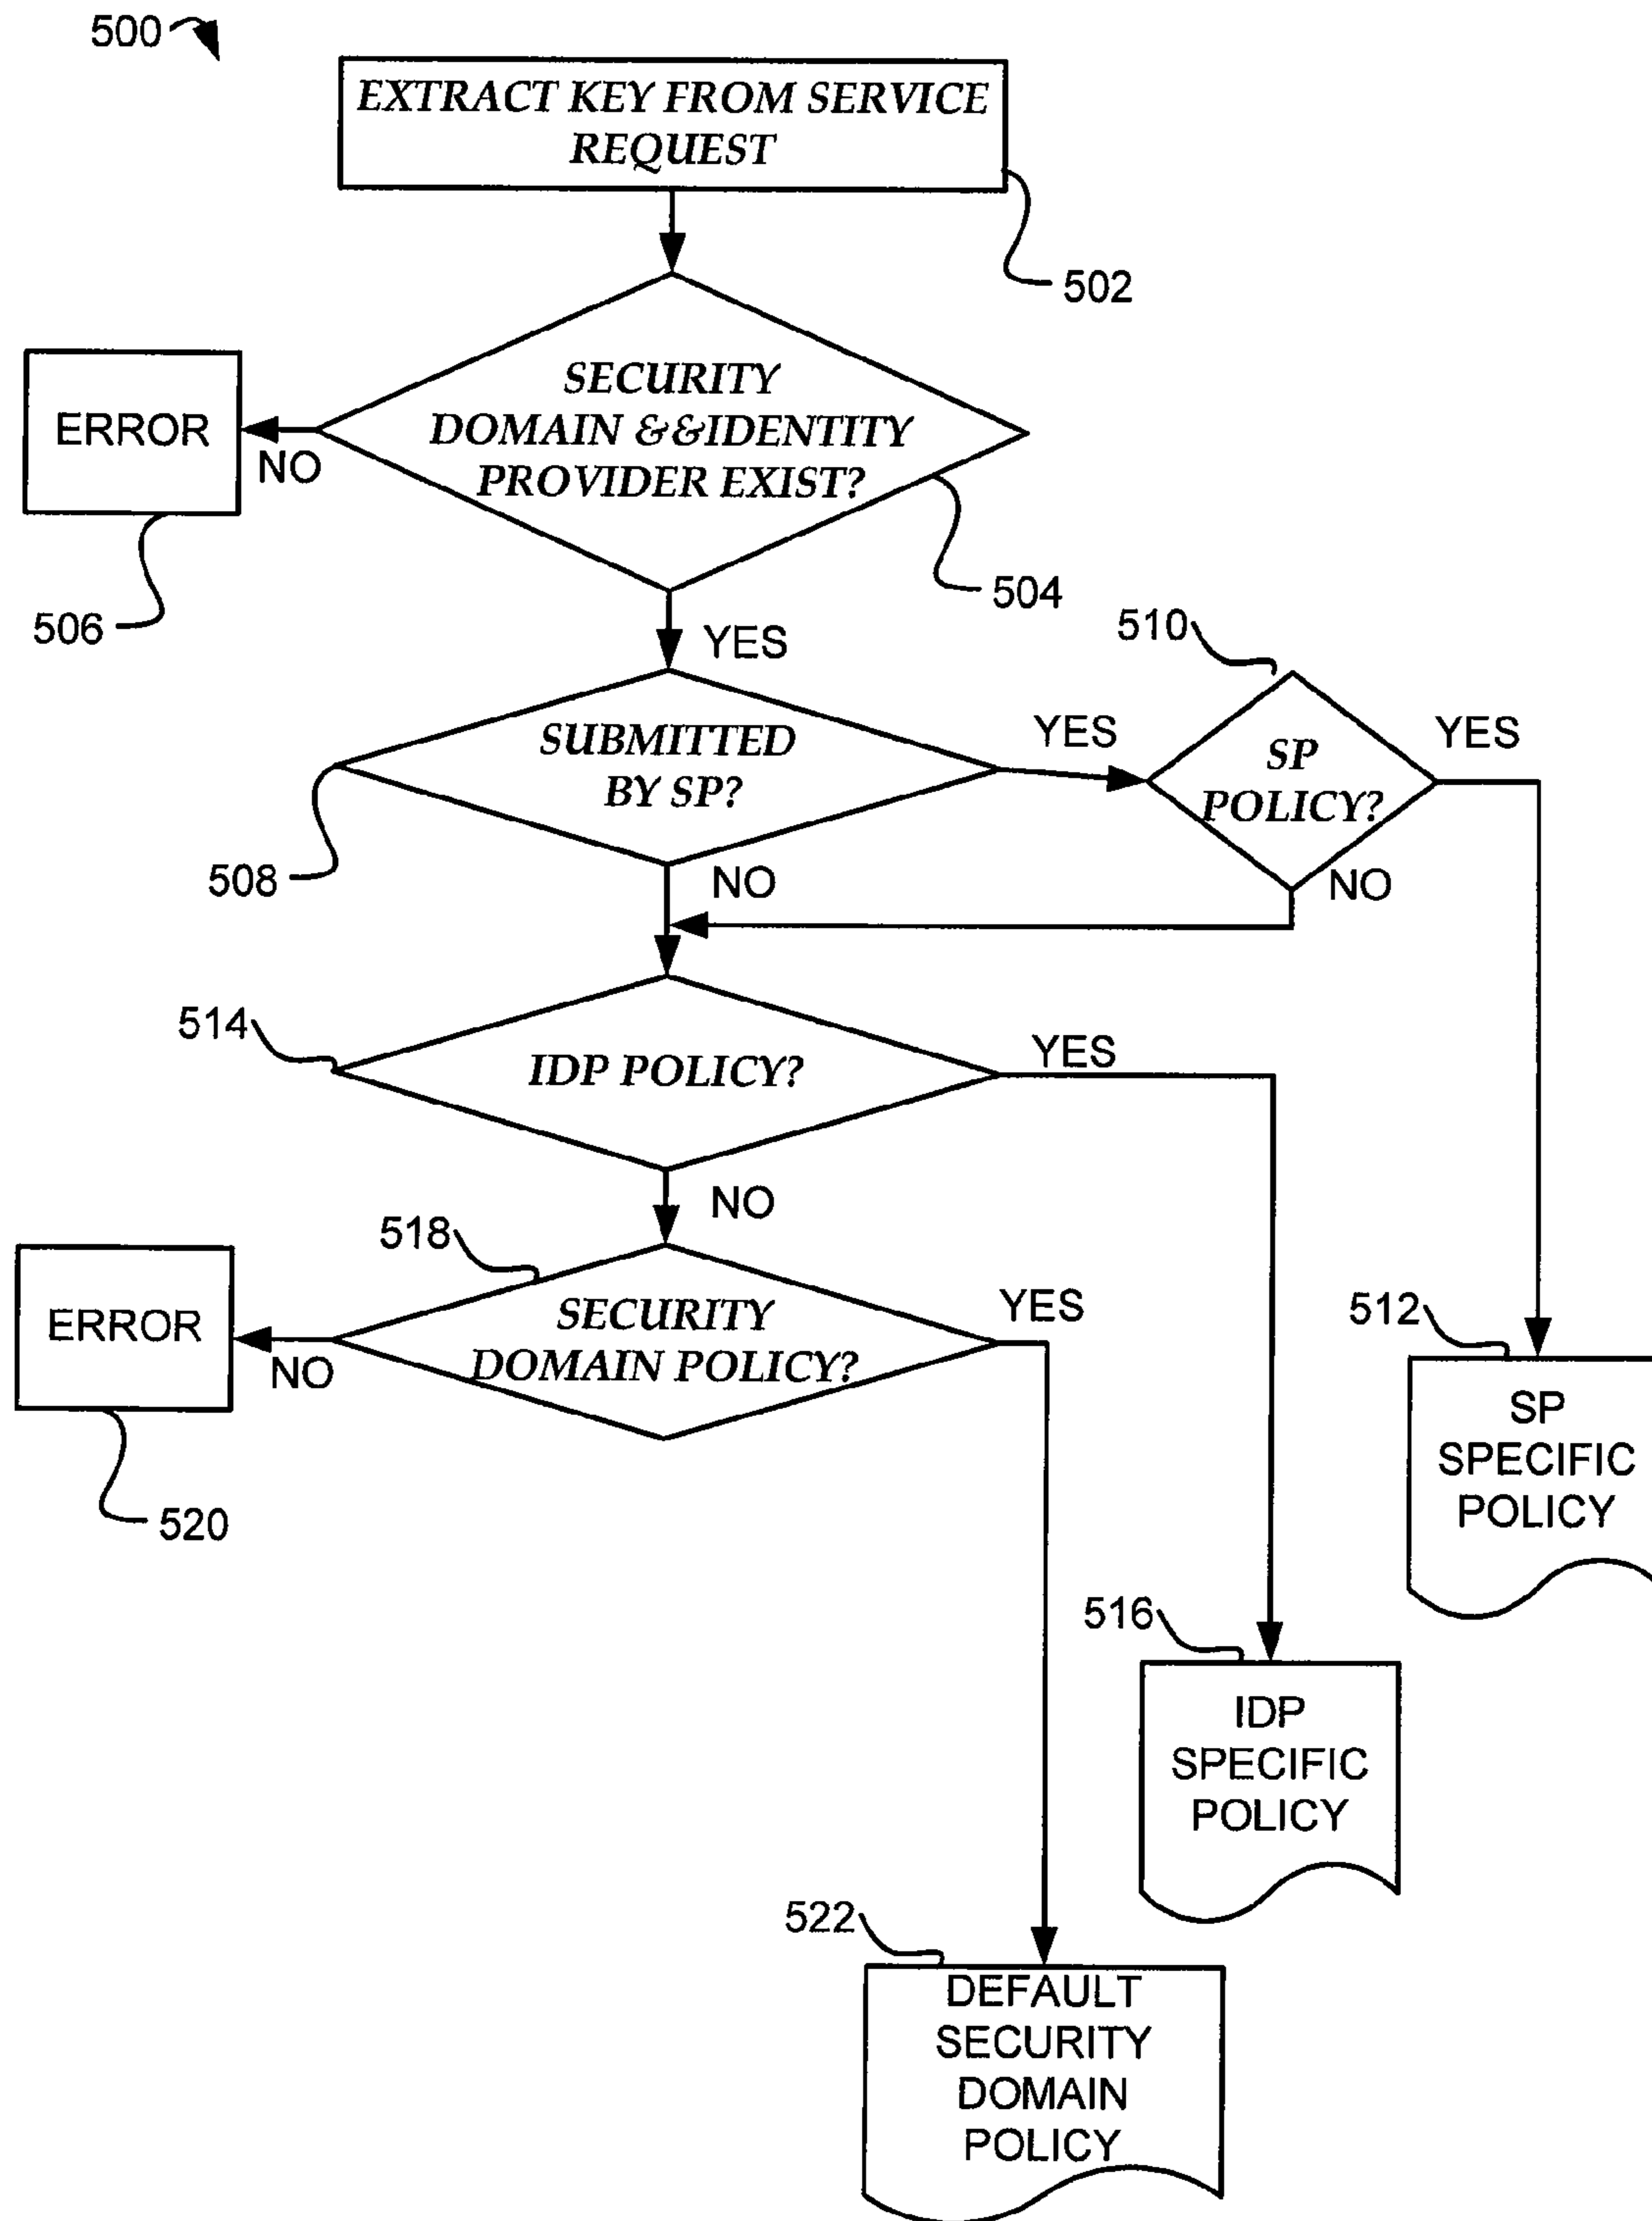 500
EXTRACT KEY FROM SERVICE
REQUEST
502
SECURITY
DOMAIN &&IDENTITY
PROVIDER EXIST?
ERROR
NO
504
506
YES
510
SUBMITTED
BY SP?
YES
SP
POLICY?
YES
508
NO
NO
514
IDP POLICY?
YES
NO
518
SECURITY
DOMAIN POLICY?
YES
ERROR
NO
520
512
SP
SPECIFIC
POLICY
516
IDP
SPECIFIC
POLICY
522
DEFAULT
SECURITY
DOMAIN
POLICY